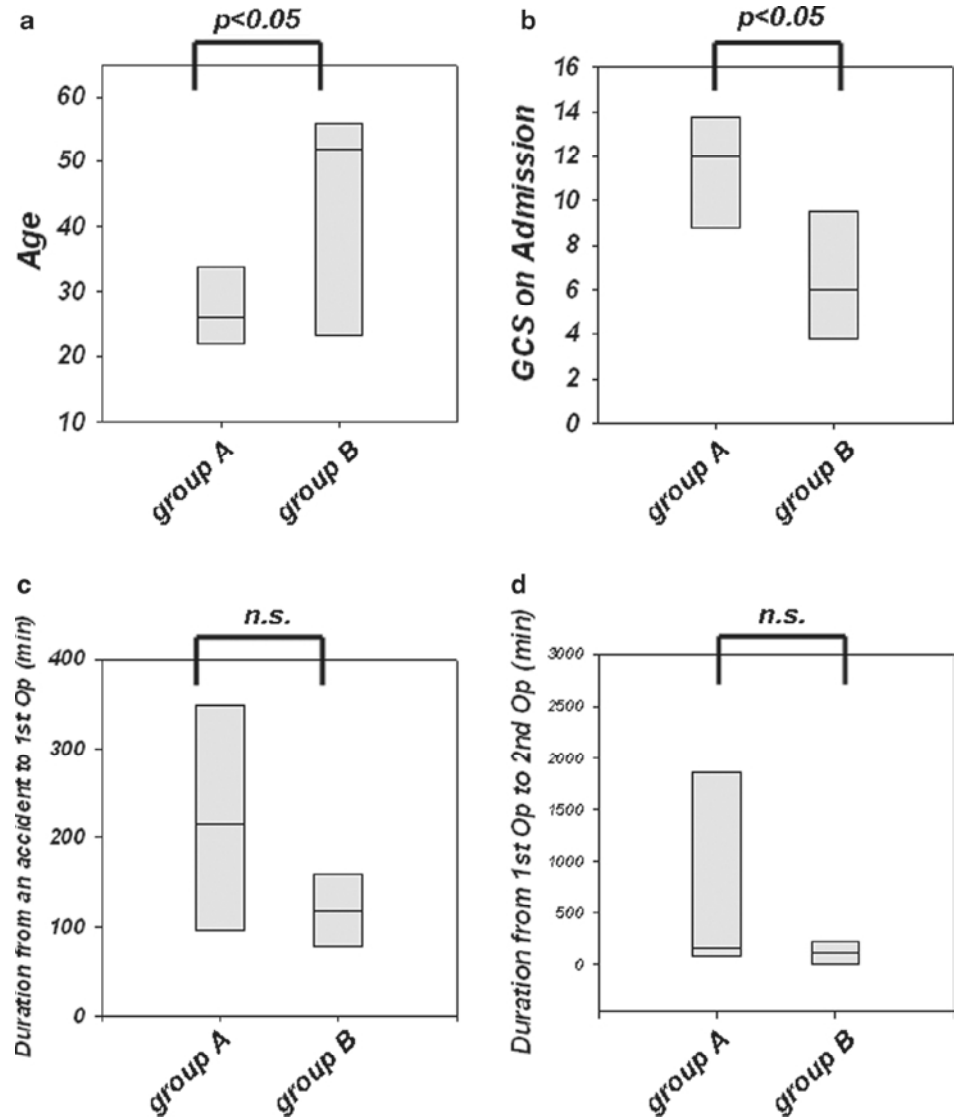 a
p<0.05
Age
60
50
40
30
20
10
group A
group B
b
p<0.05
GCS on Admission
16
14
12
10
8
6
4
2
0
group A
group B
c
n.s.
Duration from an accident to 1st Op (min)
400
300
200
100
0
group A
group B
d
n.s.
Duration from 1st Op to 2nd Op (min)
3000
2500
2000
1500
1000
500
0
group A
group B